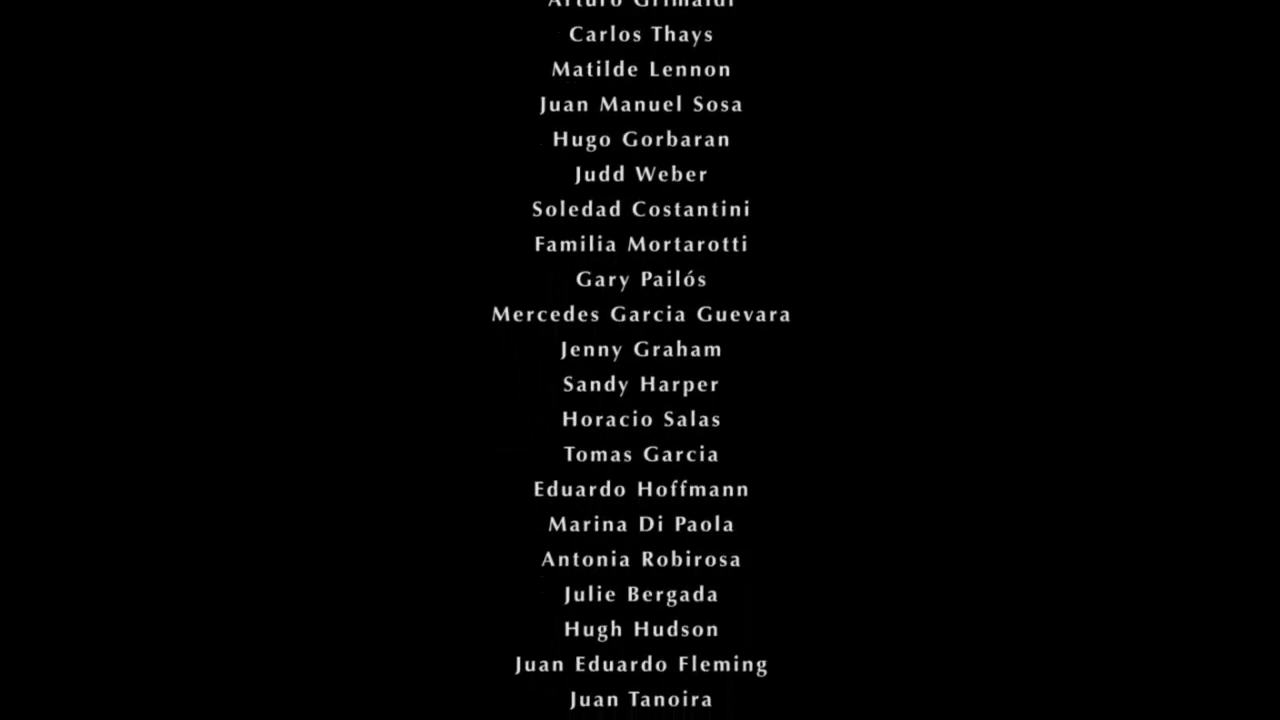 Arturo Grimaldi
Carlos Thays
Matilde Lennon
Juan Manuel Sosa
Hugo Gorbaran
Judd Weber
Soledad Costantini
Familia Mortarotti
Gary Pailós
Mercedes Garcia Guevara
Jenny Graham
Sandy Harper
Horacio Salas
Tomas Garcia
Eduardo Hoffmann
Marina Di Paola
Antonia Robirosa
Julie Bergada
Hugh Hudson
Juan Eduardo Fleming
Juan Tanoira